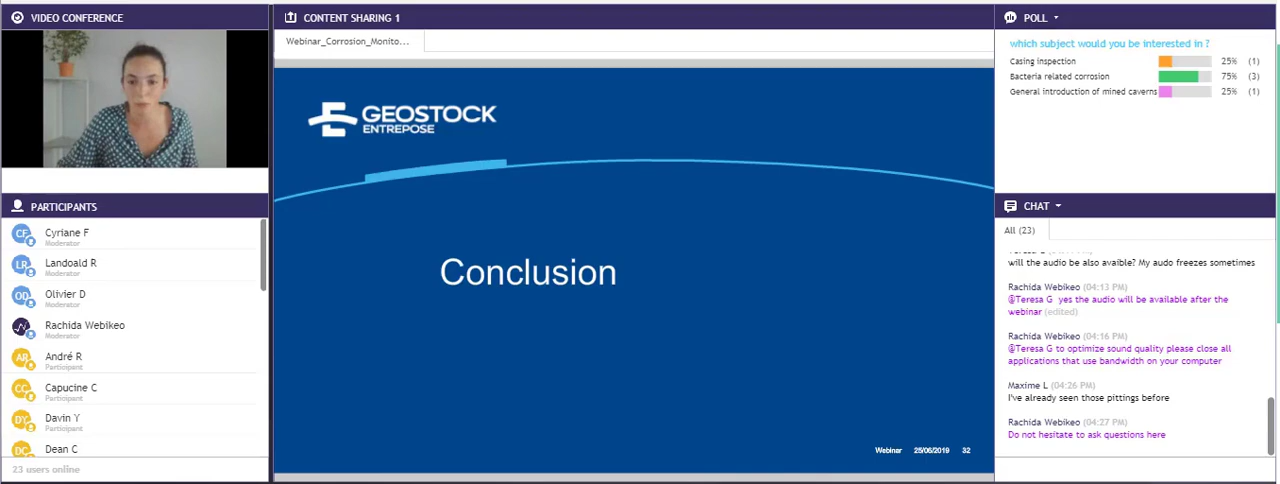 VIDEO CONFERENCE
PARTICIPANTS
CF
Cyriane F
Moderator
LR
Landoald R
Moderator
OD
Olivier D
Moderator
Rachida Webikeo
Moderator
AR
André R
Participant
CC
Capucine C
Participant
DY
Davin Y
Participant
DC
Dean C
23 users online
CONTENT SHARING 1
Webinar_Corrosion_Monito...
GEOSTOCK
ENTREPOSE
Conclusion
Webinar 25/06/2019 32
POLL
which subject would you be interested in ?
Casing inspection 25% (1)
Bacteria related corrosion 75% (3)
General introduction of mined caverns 25% (1)
CHAT
All (23)
will the audio be also avaible? My audo freezes sometimes
Rachida Webikeo (04:13 PM)
@Teresa G yes the audio will be available after the
webinar (edited)
Rachida Webikeo (04:16 PM)
@Teresa G to optimize sound quality please close all
applications that use bandwidth on your computer
Maxime L (04:26 PM)
I've already seen those pittings before
Rachida Webikeo (04:27 PM)
Do not hesitate to ask questions here